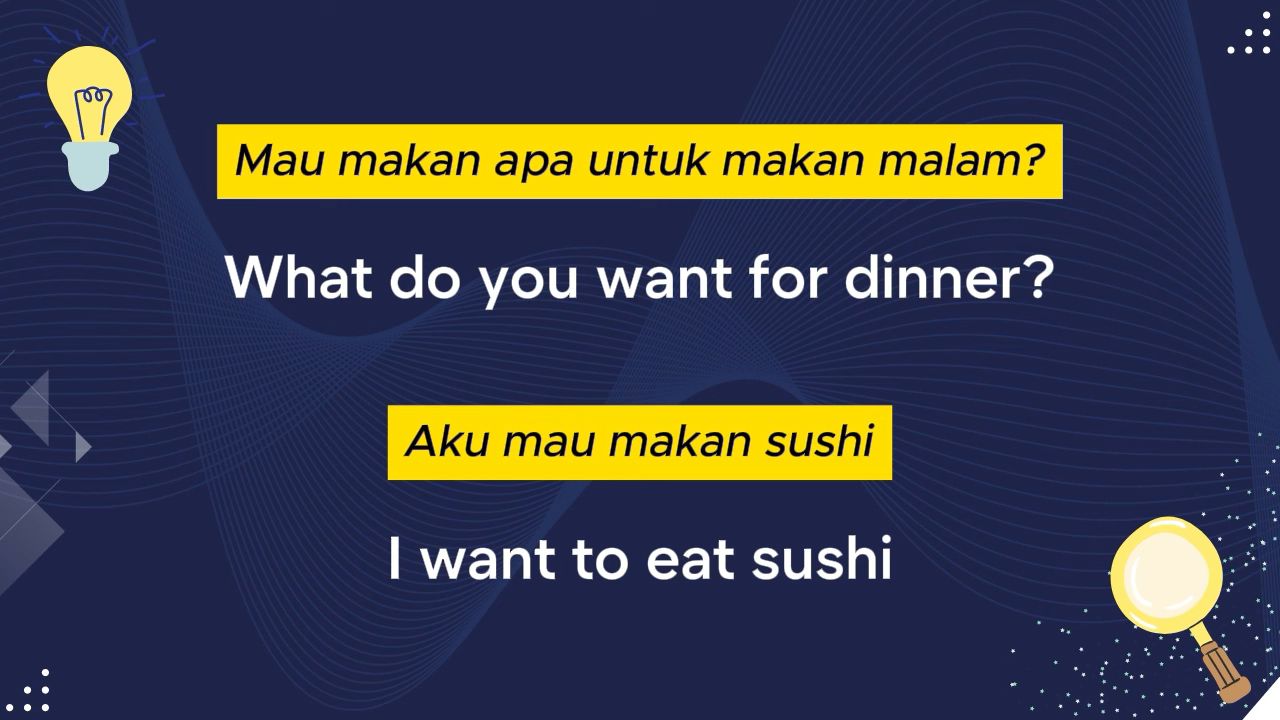 Mau makan apa untuk makan malam?
What do you want for dinner?
Aku mau makan sushi
I want to eat sushi